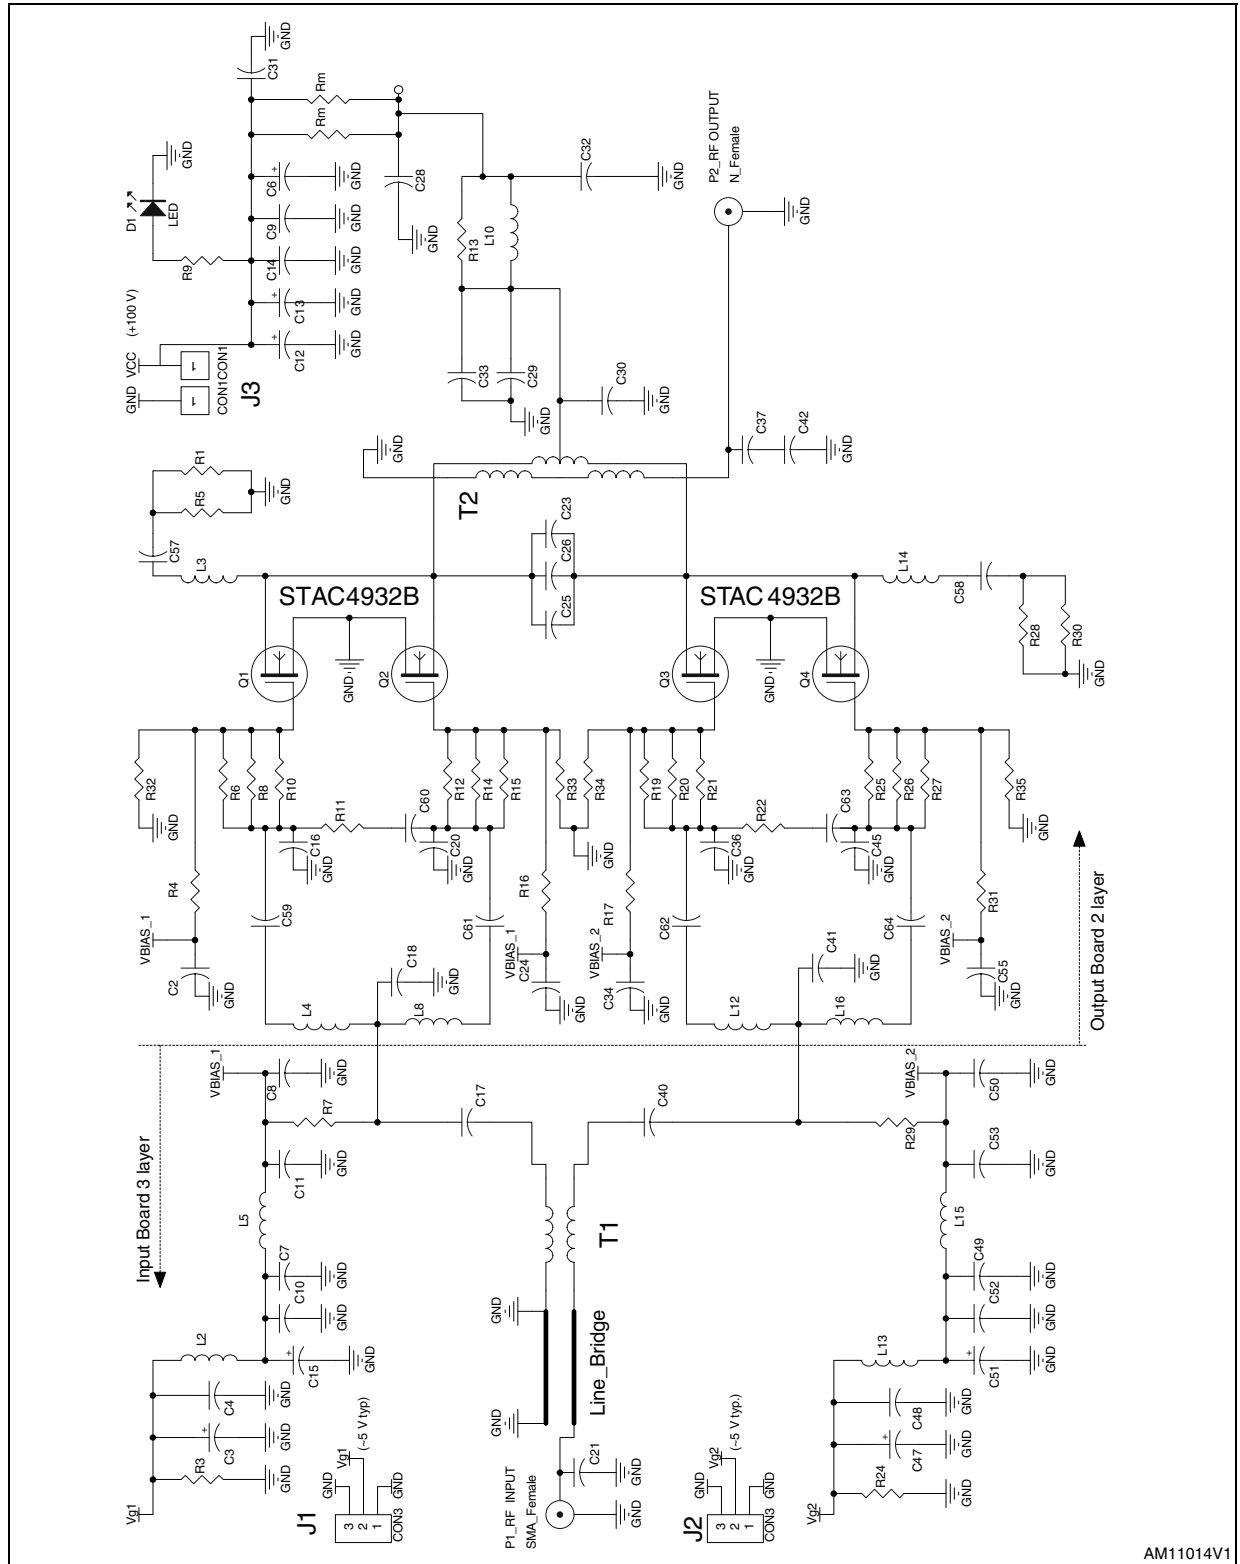 GND
C31
Rm
Rm
D1
LED
GND
R9
C6
GND
C9
GND
C14
GND
C13
GND
C12
GND
C28
GND
(+100 V)
VCC
GND
1
1
CON1
CON1
J3
R13
L10
C32
GND
C33
C29
GND
C30
GND
P2_RF OUTPUT
N_Female
GND
C37
C42
GND
GND
T2
R1
R5
GND
C57
L3
C23
C26
C25
L14
C58
R28
R30
GND
STAC4932B
STAC4932B
Q1
GND
Q2
Q3
GND
Q4
R32
GND
R6
R8
R10
R11
C60
R12
R14
R15
R33
R34
GND
R19
R20
R21
R22
C63
R25
R26
R27
R35
GND
R4
VBIAS_1
C2
GND
C16
GND
C20
GND
C59
C61
R16
VBIAS_1
C24
GND
R17
VBIAS_2
C34
GND
C36
GND
C45
GND
C62
C64
R31
VBIAS_2
C55
GND
L4
L8
C18
GND
L12
L16
C41
GND
Output Board 2 layer
Input Board 3 layer
VBIAS_1
C8
GND
R7
C11
GND
L5
C7
GND
C10
GND
L2
C15
GND
C4
GND
C3
GND
R3
GND
Vg1
C17
C40
T1
GND
Line_Bridge
GND
VBIAS_2
C50
GND
R29
C53
GND
L15
C49
GND
C52
GND
L13
C51
GND
C48
GND
C47
GND
R24
GND
Vg2
J1
GND
Vg1
(~5 V typ)
GND
3
2
1
CON3
P1_RF INPUT
SMA_Female
C21
GND
GND
J2
GND
Vg2
(~5 V typ.)
GND
3
2
1
CON3
AM11014V1